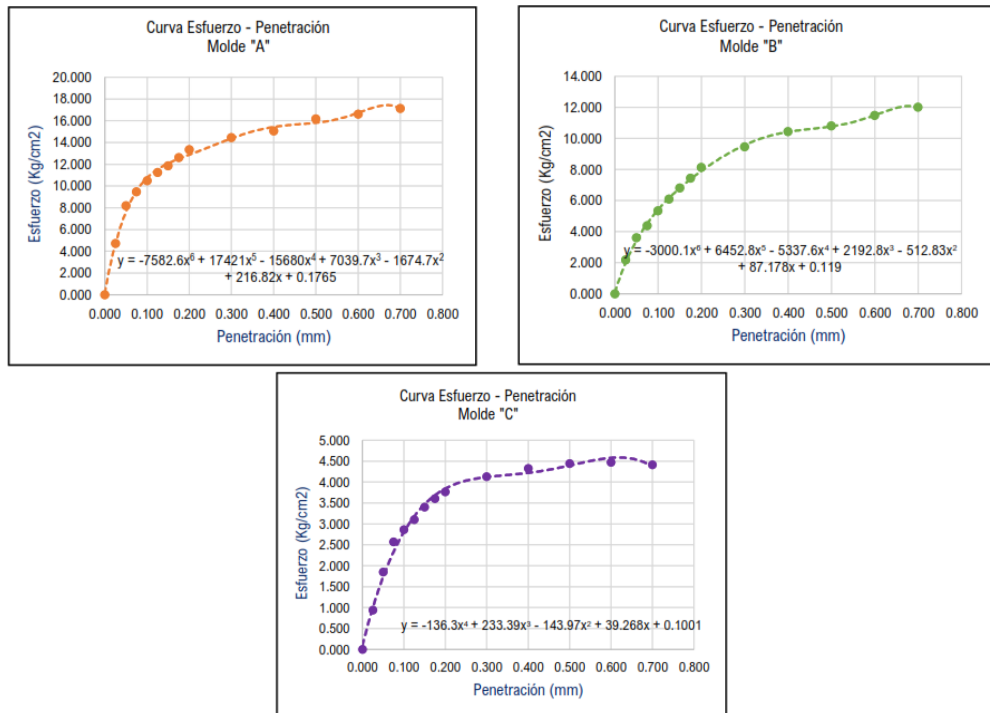 Curva Esfuerzo - Penetración
Molde "A"
Esfuerzo (Kg/cm2)
20.000
18.000
16.000
14.000
12.000
10.000
8.000
6.000
4.000
2.000
0.000
y = -7582.6x⁶ + 17421x⁵ - 15680x⁴ + 7039.7x³ - 1674.7x²
+ 216.82x + 0.1765
0.000 0.100 0.200 0.300 0.400 0.500 0.600 0.700 0.800
Penetración (mm)
Curva Esfuerzo - Penetración
Molde "B"
Esfuerzo (Kg/cm2)
14.000
12.000
10.000
8.000
6.000
4.000
2.000
0.000
y = -3000.1x⁶ + 6452.8x⁵ - 5337.6x⁴ + 2192.8x³ - 512.83x²
+ 87.178x + 0.119
0.000 0.100 0.200 0.300 0.400 0.500 0.600 0.700 0.800
Penetración (mm)
Curva Esfuerzo - Penetración
Molde "C"
Esfuerzo (Kg/cm2)
5.000
4.500
4.000
3.500
3.000
2.500
2.000
1.500
1.000
0.500
0.000
y = -136.3x⁴ + 233.39x³ - 143.97x² + 39.268x + 0.1001
0.000 0.100 0.200 0.300 0.400 0.500 0.600 0.700 0.800
Penetración (mm)